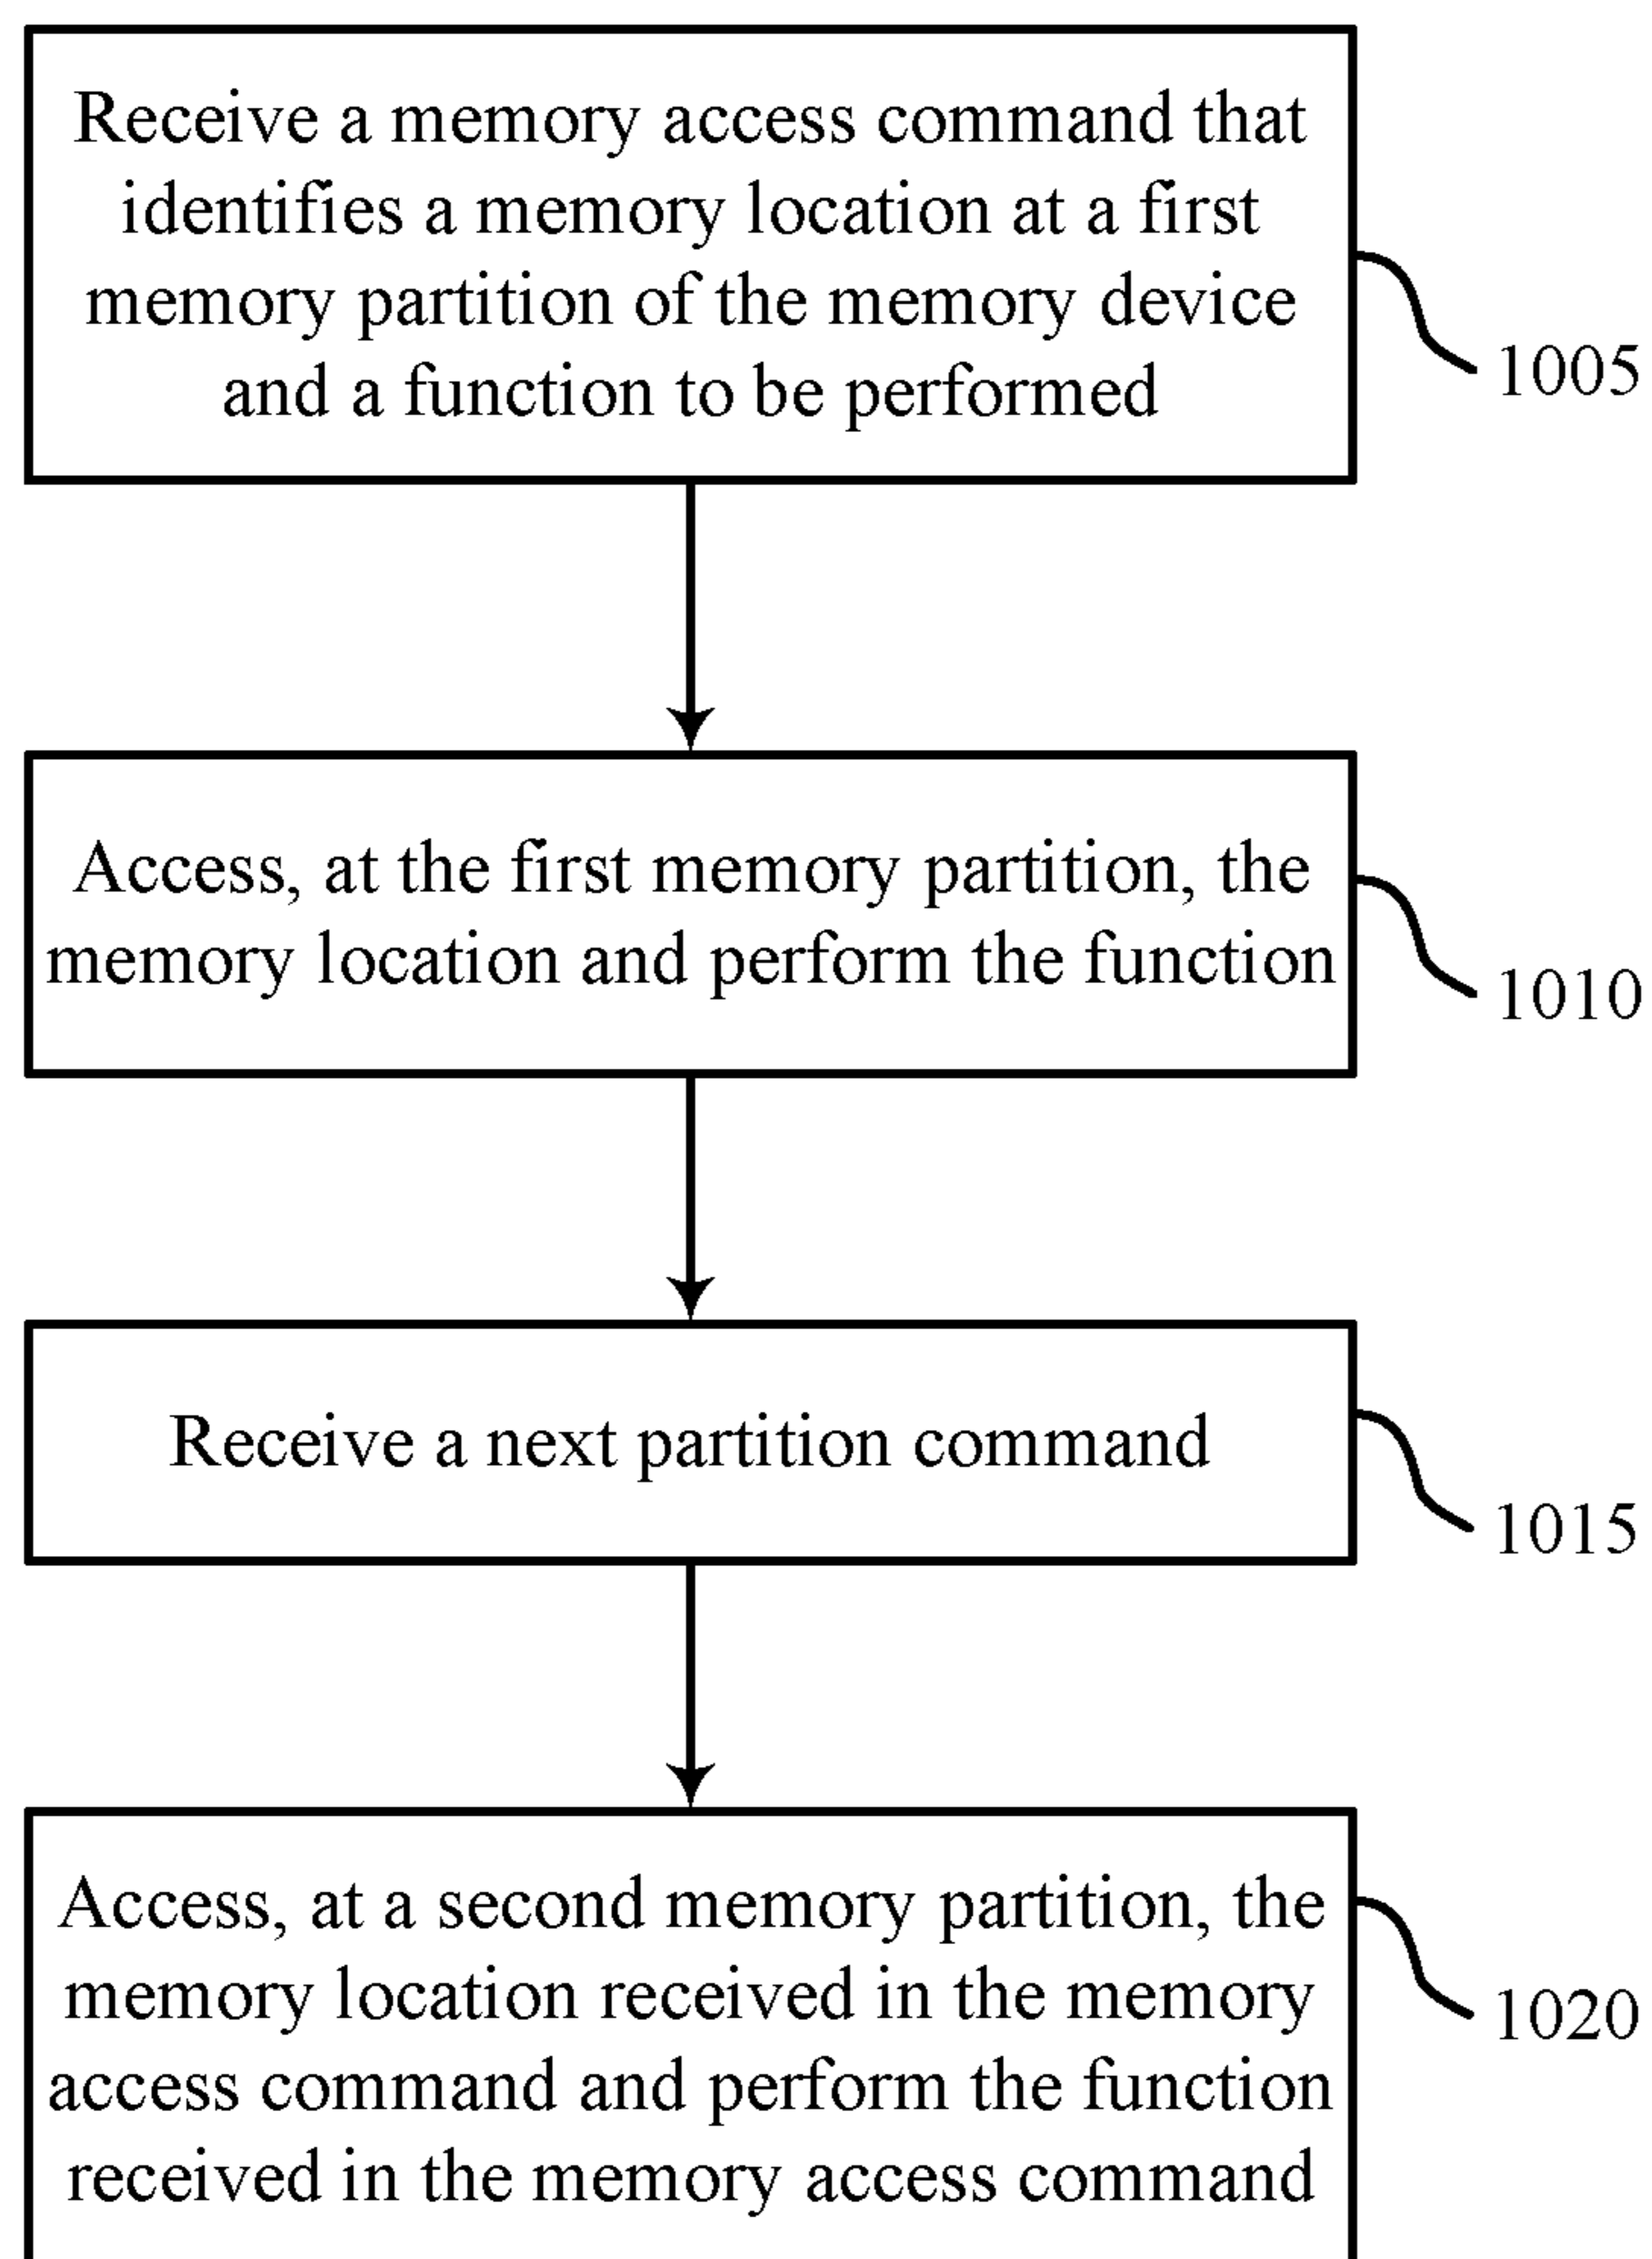 Receive a memory access command that
identifies a memory location at a first
memory partition of the memory device
and a function to be performed
1005
Access, at the first memory partition, the
memory location and perform the function
1010
Receive a next partition command
1015
Access, at a second memory partition, the
memory location received in the memory
access command and perform the function
received in the memory access command
1020